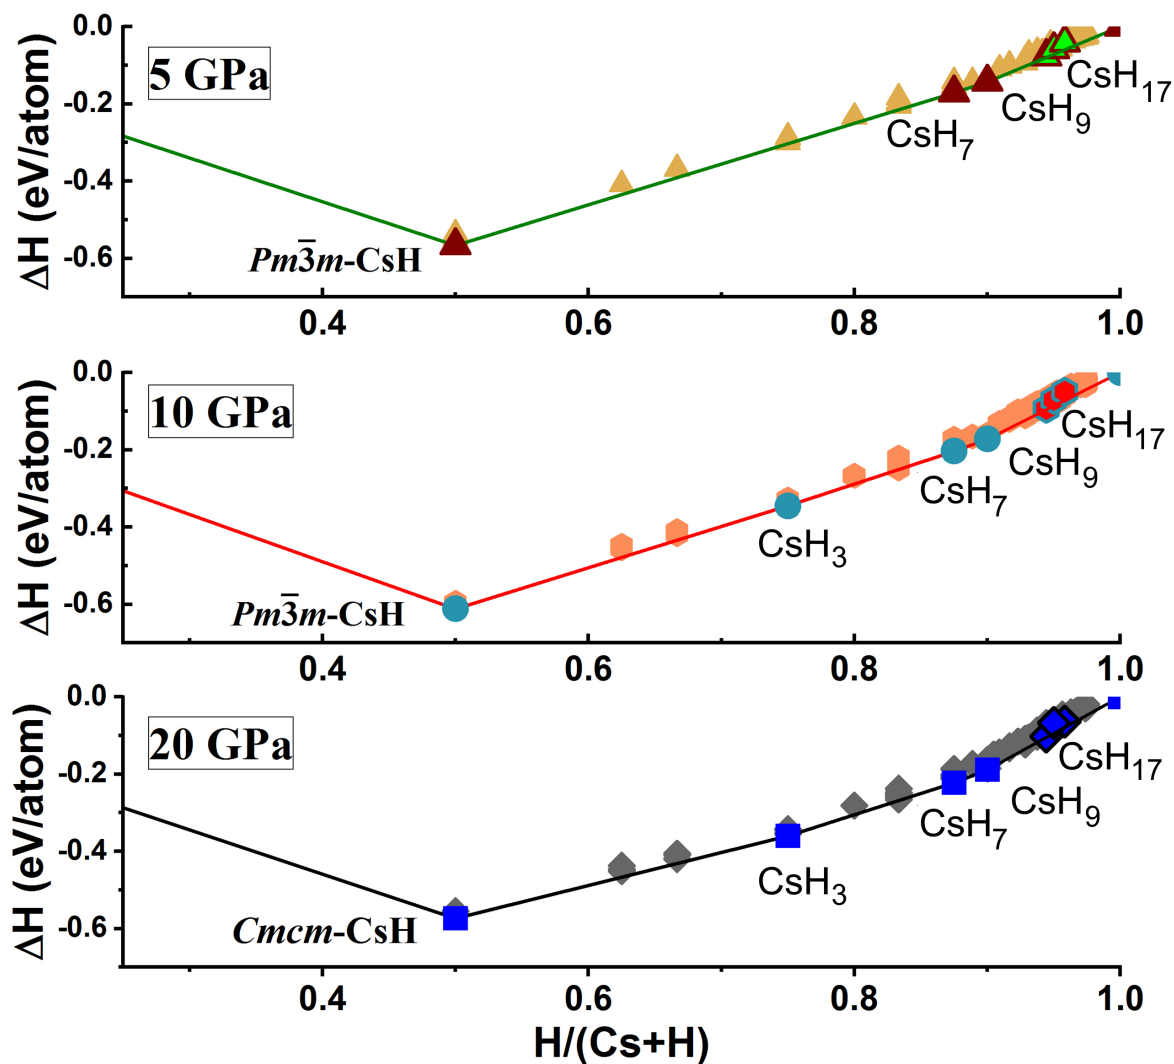 5 GPa
0.0
-0.2
-0.4
-0.6
ΔH (eV/atom)
CsH₁₇
CsH₉
CsH₇
Pm3̅m-CsH
0.4
0.6
0.8
1.0
10 GPa
0.0
-0.2
-0.4
-0.6
ΔH (eV/atom)
CsH₁₇
CsH₉
CsH₇
CsH₃
Pm3̅m-CsH
0.4
0.6
0.8
1.0
20 GPa
0.0
-0.2
-0.4
-0.6
ΔH (eV/atom)
CsH₁₇
CsH₉
CsH₇
CsH₃
Cmcm-CsH
0.4
0.6
0.8
1.0
H/(Cs+H)